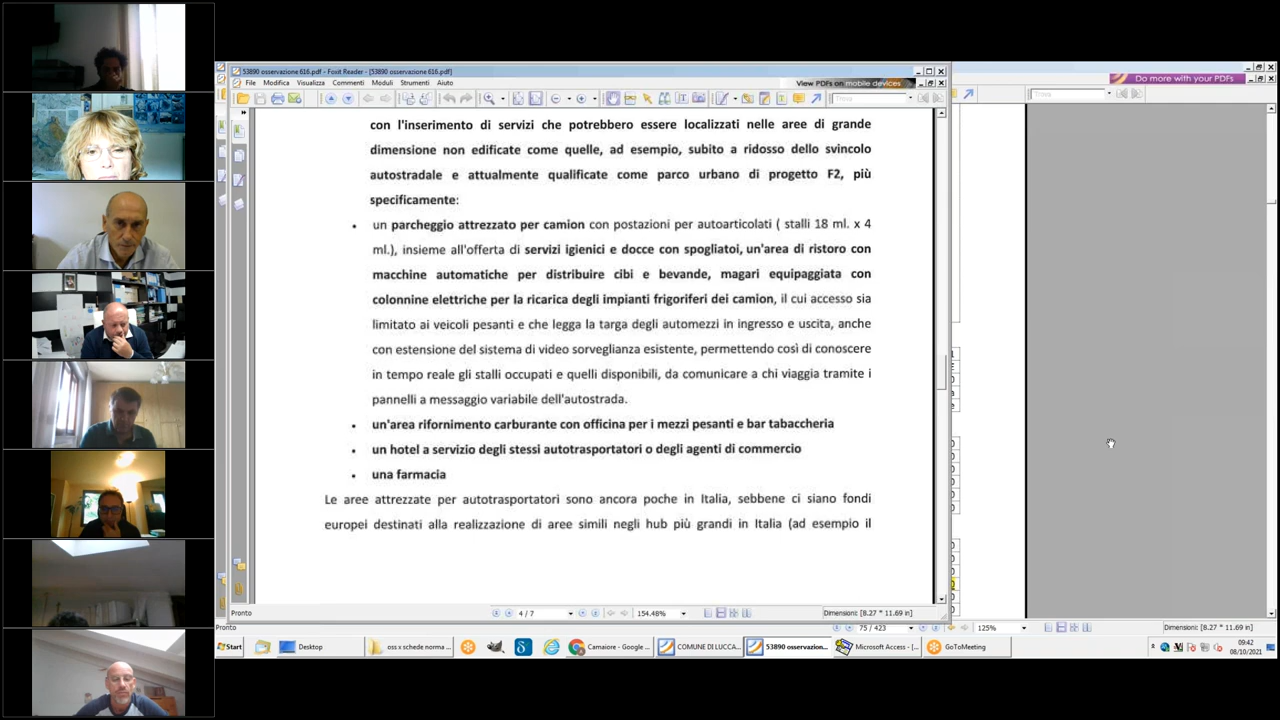 53890 osservazione 616.pdf - Foxit Reader - [53890 osservazione 616.pdf]
File Modifica Visualizza Commenti Moduli Strumenti Aiuto
View PDFs on mobile devices
Do more with your PDFs
Trova
Trova
con l'inserimento di servizi che potrebbero essere localizzati nelle aree di grande
dimensione non edificate come quelle, ad esempio, subito a ridosso dello svincolo
autostradale e attualmente qualificate come parco urbano di progetto F2, più
specificamente:
• un parcheggio attrezzato per camion con postazioni per autoarticolati ( stalli 18 ml. x 4
ml.), insieme all'offerta di servizi igienici e docce con spogliatoi, un'area di ristoro con
macchine automatiche per distribuire cibi e bevande, magari equipaggiata con
colonnine elettriche per la ricarica degli impianti frigoriferi dei camion, il cui accesso sia
limitato ai veicoli pesanti e che legga la targa degli automezzi in ingresso e uscita, anche
con estensione del sistema di video sorveglianza esistente, permettendo così di conoscere
in tempo reale gli stalli occupati e quelli disponibili, da comunicare a chi viaggia tramite i
pannelli a messaggio variabile dell'autostrada.
• un'area rifornimento carburante con officina per i mezzi pesanti e bar tabaccheria
• un hotel a servizio degli stessi autotrasportatori o degli agenti di commercio
• una farmacia
Le aree attrezzate per autotrasportatori sono ancora poche in Italia, sebbene ci siano fondi
europei destinati alla realizzazione di aree simili negli hub più grandi in Italia (ad esempio il
Pronto 4 / 7 154.48% Dimensioni: [8.27 * 11.69 in]
Pronto 75 / 423 125% Dimensioni: [8.27 * 11.69 in]
Start Desktop oss x schede norma ... Camaiore - Google ... COMUNE DI LUCCA... 53890 osservazion... Microsoft Access - [... GoToMeeting
09:42
08/10/2021